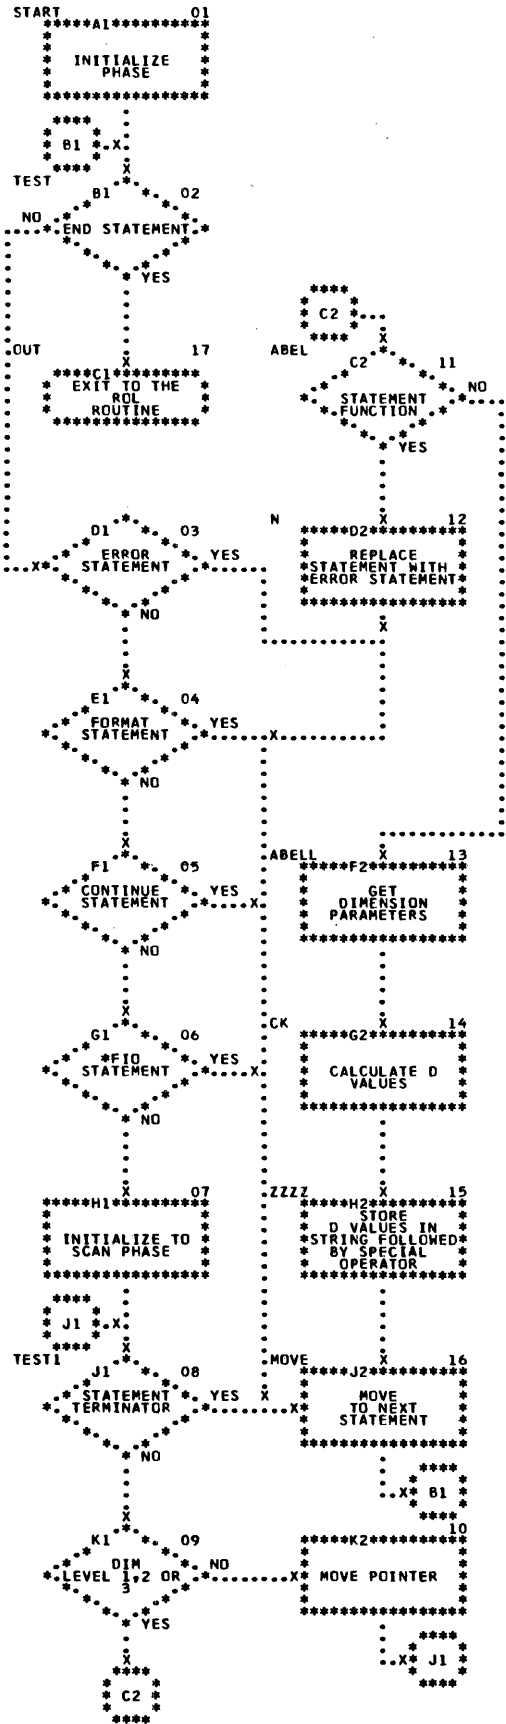 START 01
A1
INITIALIZE
PHASE
B1 X
X
TEST
B1 02
NO
END STATEMENT
YES
OUT 17
X
C1
EXIT TO THE
ROL
ROUTINE
C2
X
ABEL
C2 11
NO
STATEMENT
FUNCTION
YES
D1 03
ERROR YES
X STATEMENT
NO
N X 12
D2
REPLACE
STATEMENT WITH
ERROR STATEMENT
X
X
E1 04
FORMAT YES
STATEMENT X
NO
X
F1 05
CONTINUE YES
STATEMENT X
NO
ABELL X 13
F2
GET
DIMENSION
PARAMETERS
X
G1 06
*FIO YES
STATEMENT X
NO
CK X 14
G2
CALCULATE D
VALUES
X 07
H1
INITIALIZE TO
SCAN PHASE
ZZZZ X 15
H2
STORE
D VALUES IN
STRING FOLLOWED
BY SPECIAL
OPERATOR
J1 X
X
TEST1
J1 08
STATEMENT YES X
TERMINATOR X
NO
MOVE X 16
J2
MOVE
TO NEXT
STATEMENT
X B1
X
K1 09
DIM NO
LEVEL 1,2 OR X
3
YES
10
K2
MOVE POINTER
X J1
X
C2